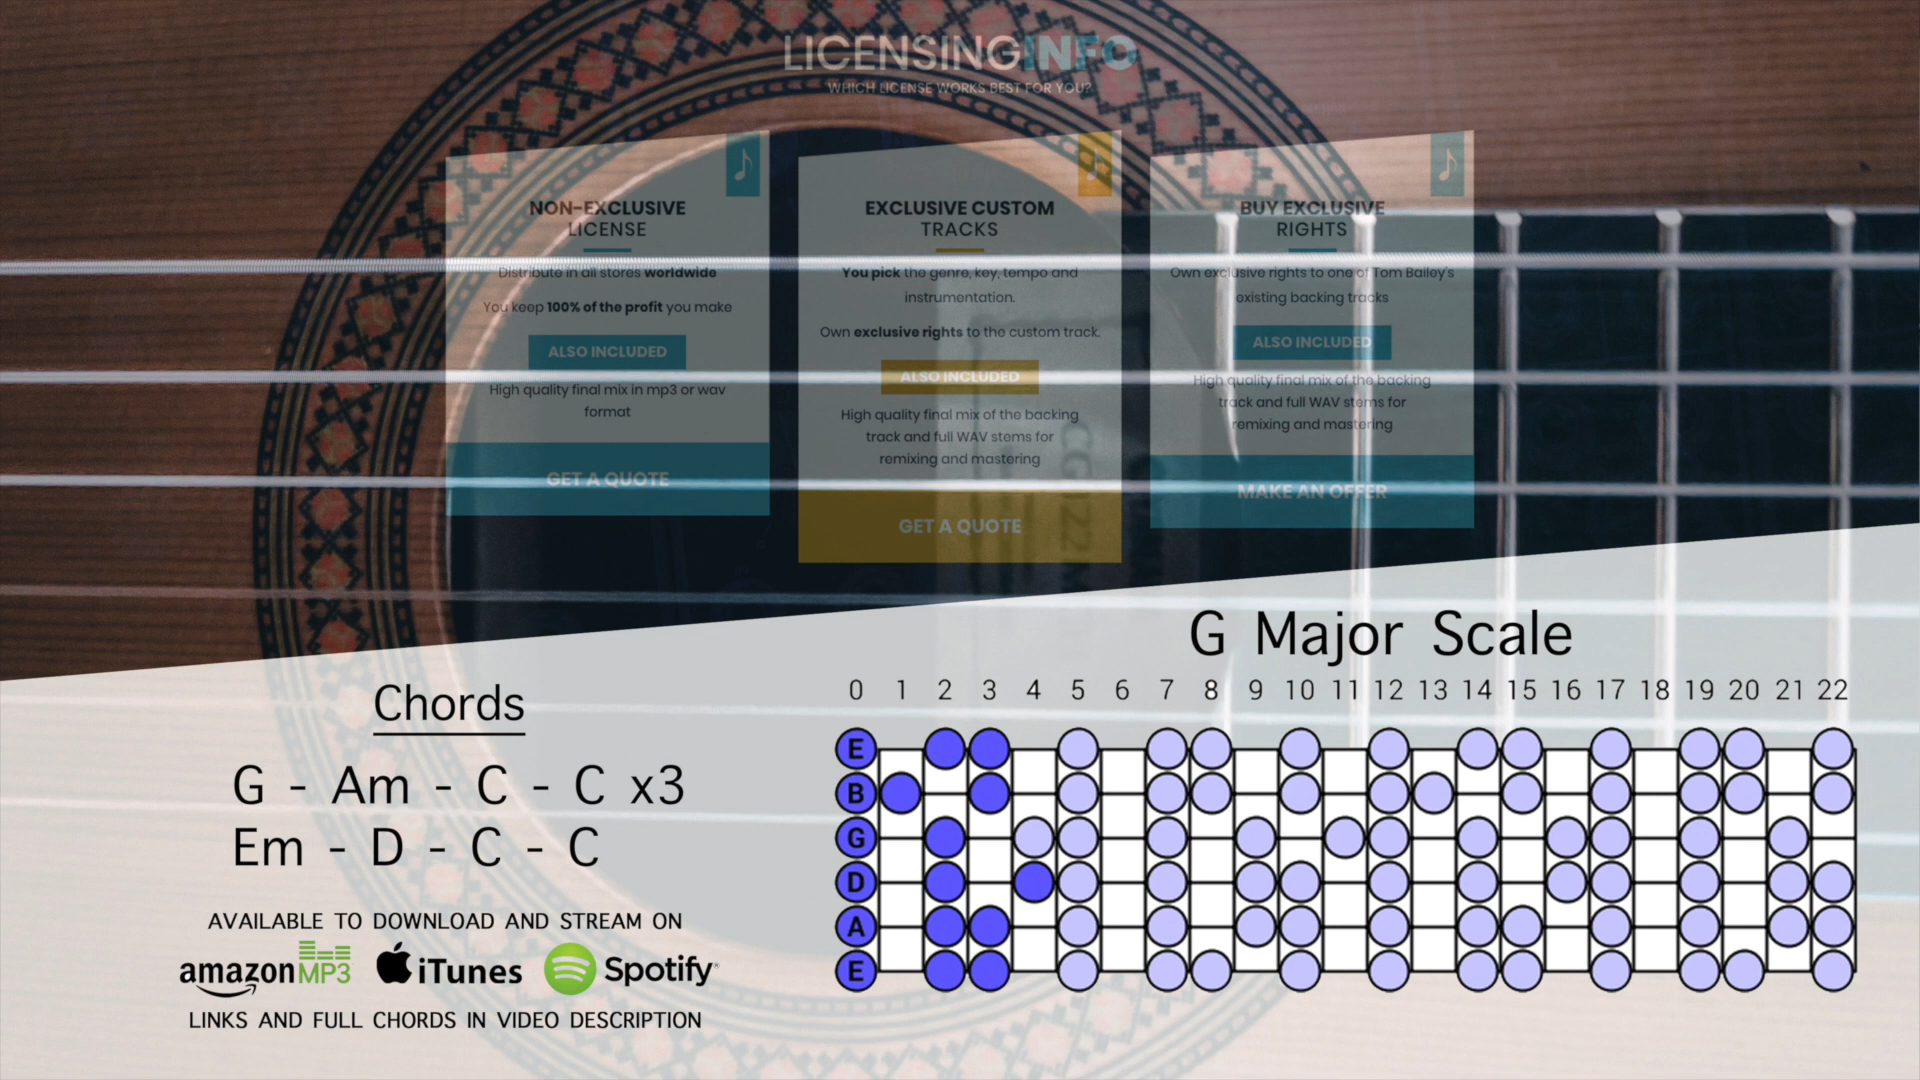 LICENSINGINFO
WHICH LICENSE WORKS BEST FOR YOU?
NON-EXCLUSIVE
LICENSE
Distribute in all stores worldwide
You keep 100% of the profit you make
ALSO INCLUDED
High quality final mix in mp3 or wav
format
GET A QUOTE
EXCLUSIVE CUSTOM
TRACKS
You pick the genre, key, tempo and
instrumentation.
Own exclusive rights to the custom track.
ALSO INCLUDED
High quality final mix of the backing
track and full WAV stems for
remixing and mastering
GET A QUOTE
BUY EXCLUSIVE
RIGHTS
Own exclusive rights to one of Tom Bailey's
existing backing tracks
ALSO INCLUDED
High quality final mix of the backing
track and full WAV stems for
remixing and mastering
MAKE AN OFFER
Chords
G - Am - C - C x3
Em - D - C - C
AVAILABLE TO DOWNLOAD AND STREAM ON
amazonMP3 iTunes Spotify
LINKS AND FULL CHORDS IN VIDEO DESCRIPTION
G Major Scale
0 1 2 3 4 5 6 7 8 9 10 11 12 13 14 15 16 17 18 19 20 21 22
E
B
G
D
A
E